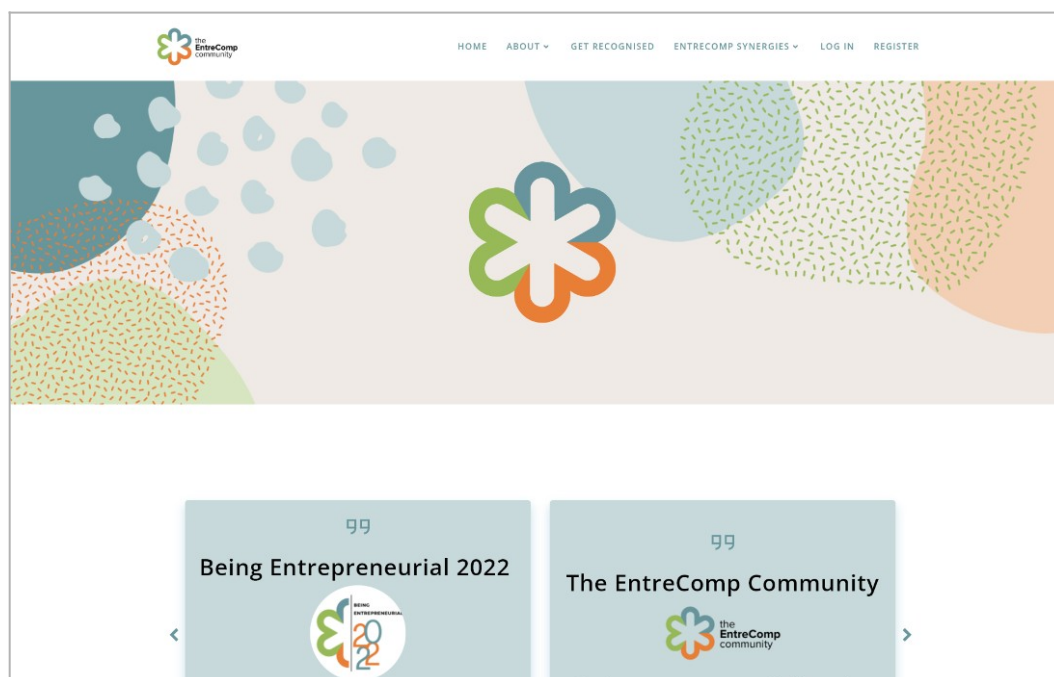 the
EntreComp
community
HOME ABOUT GET RECOGNISED ENTRECOMP SYNERGIES LOG IN REGISTER
Being Entrepreneurial 2022
BEING
ENTREPRENEURIAL
2022
The EntreComp Community
the
EntreComp
community